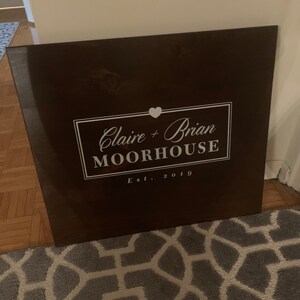 Claire + Brian
MOORHOUSE
Est. 2019